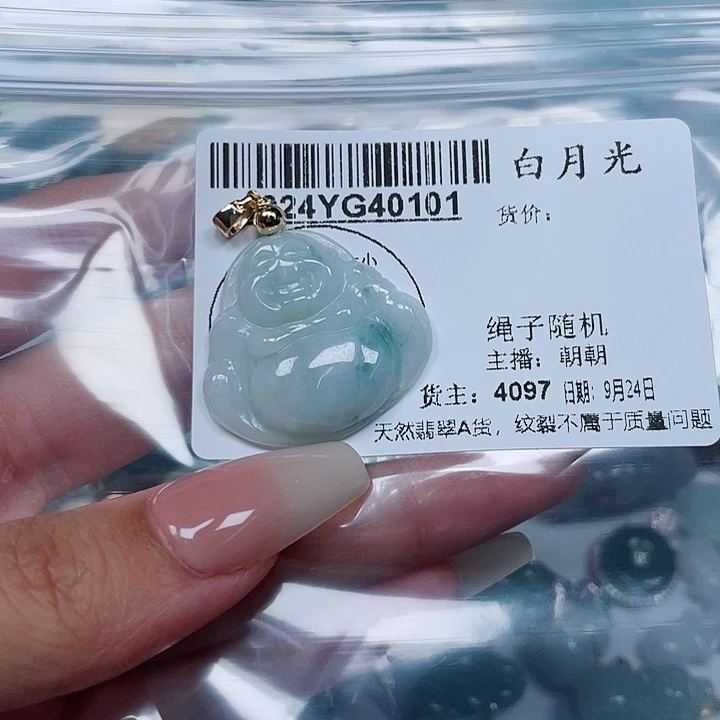 白月光
24YG40101
货价:
绳子随机
主播: 朝朝
货主: 4097 日期: 9月24日
天然翡翠A货, 纹裂不属于质量问题